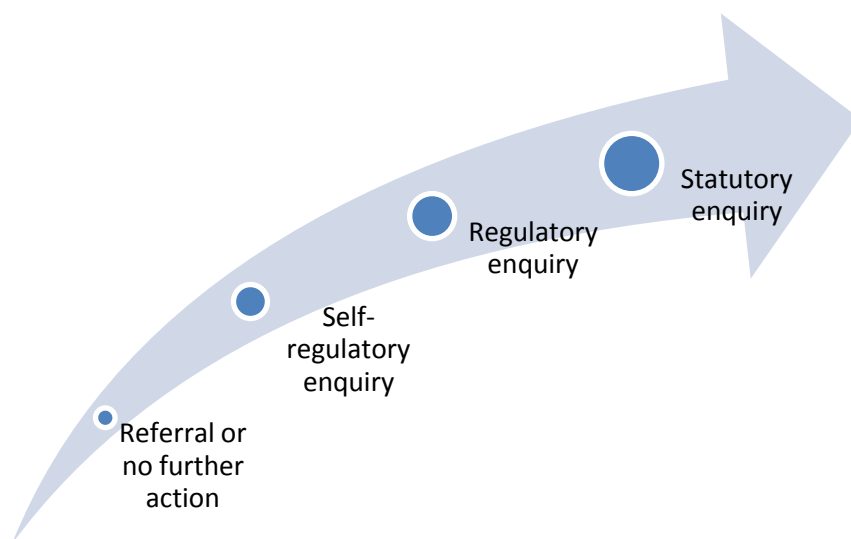 Referral or
no further
action
Self-
regulatory
enquiry
Regulatory
enquiry
Statutory
enquiry